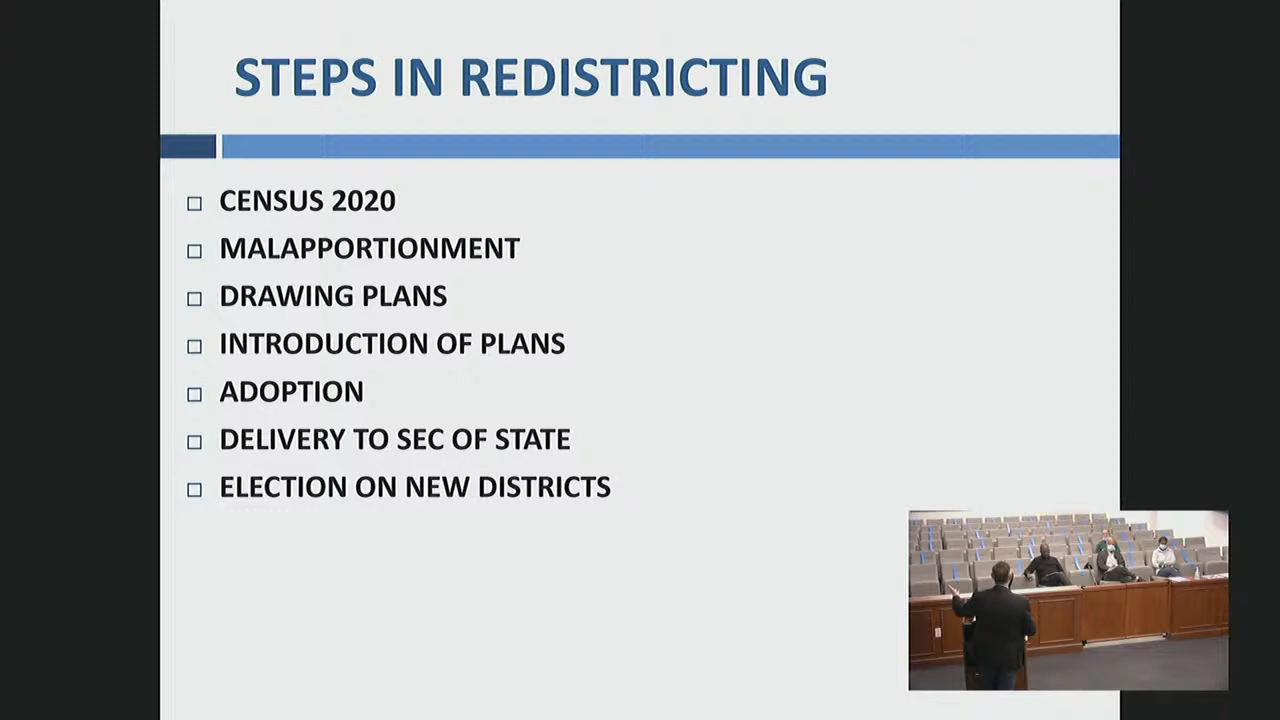 STEPS IN REDISTRICTING
CENSUS 2020
MALAPPORTIONMENT
DRAWING PLANS
INTRODUCTION OF PLANS
ADOPTION
DELIVERY TO SEC OF STATE
ELECTION ON NEW DISTRICTS